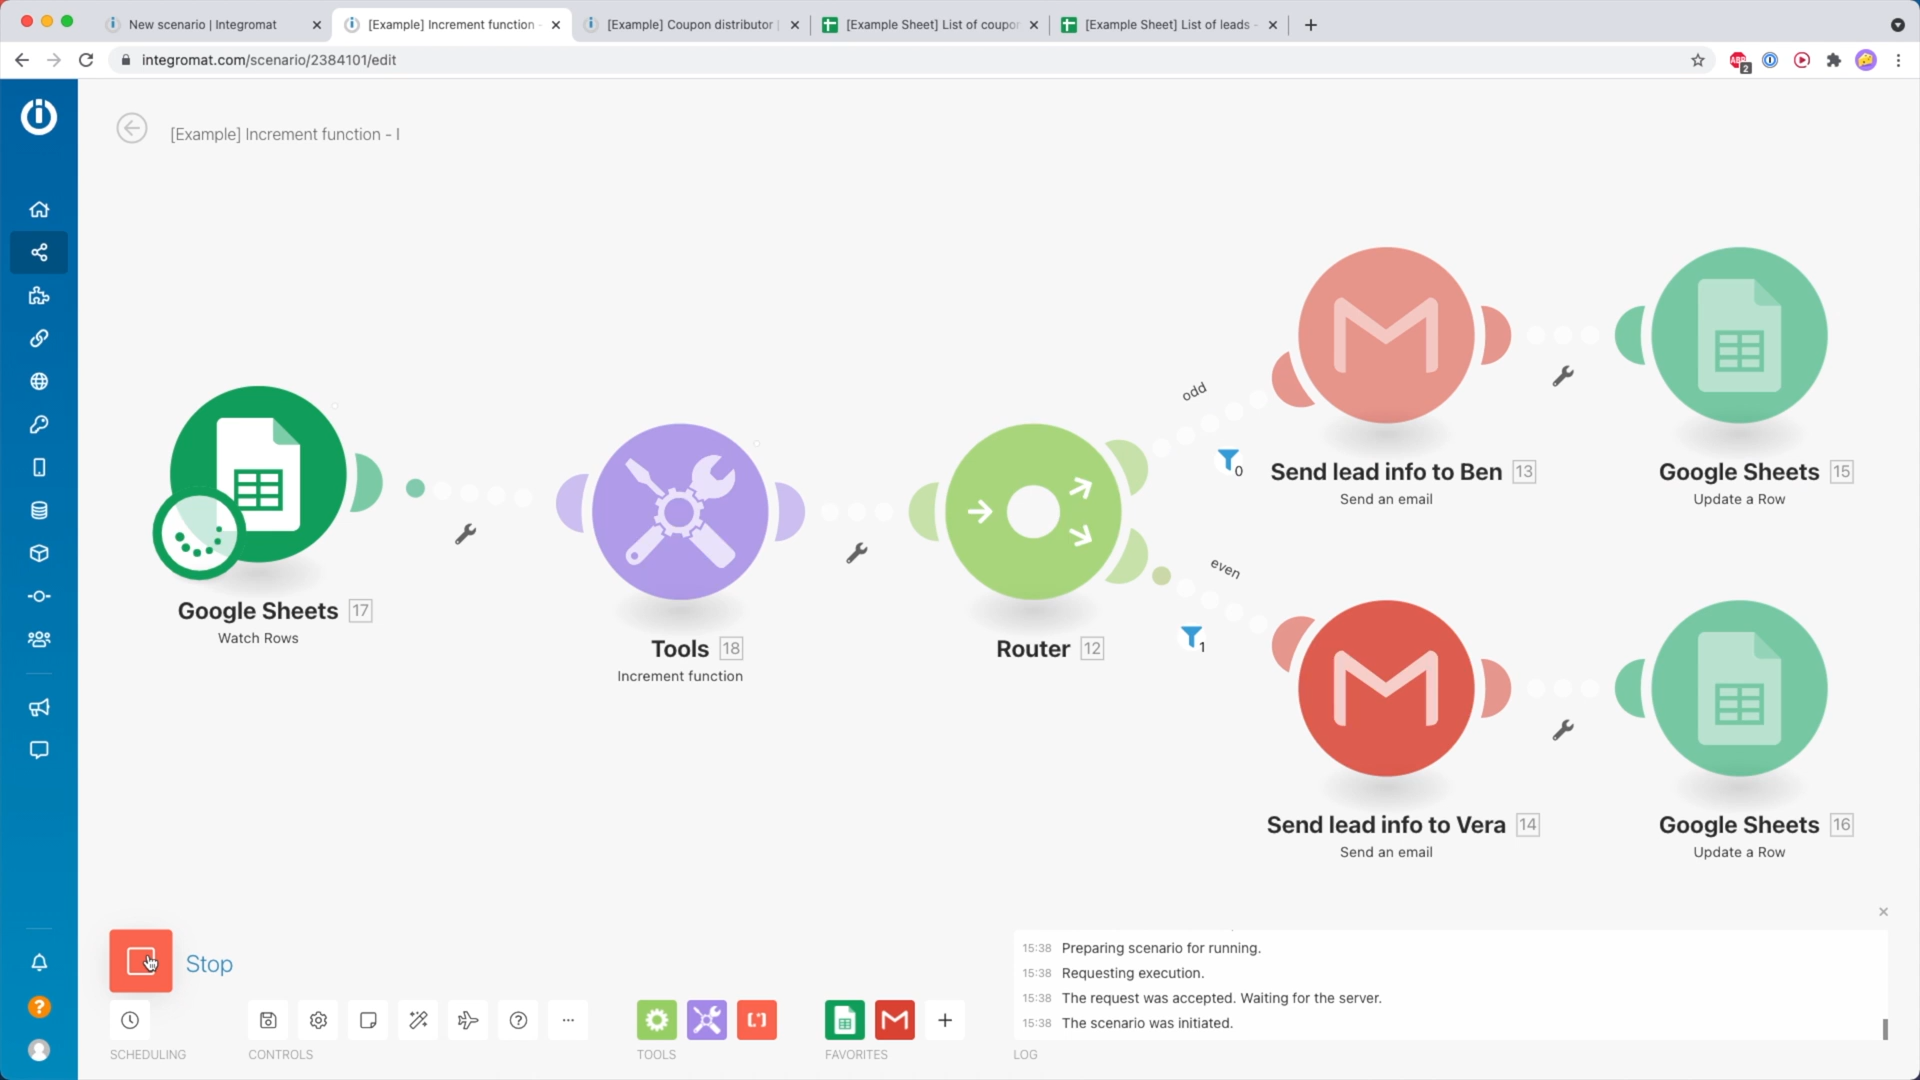 New scenario | Integromat
[Example] Increment function -
[Example] Coupon distributor |
[Example Sheet] List of coupon
[Example Sheet] List of leads -
integromat.com/scenario/2384101/edit
ABP
2
[Example] Increment function - I
odd
0
Send lead info to Ben 13
Send an email
Google Sheets 15
Update a Row
even
1
Google Sheets 17
Watch Rows
Tools 18
Increment function
Router 12
Send lead info to Vera 14
Send an email
Google Sheets 16
Update a Row
Stop
15:38 Preparing scenario for running.
15:38 Requesting execution.
15:38 The request was accepted. Waiting for the server.
15:38 The scenario was initiated.
SCHEDULING
CONTROLS
TOOLS
FAVORITES
LOG